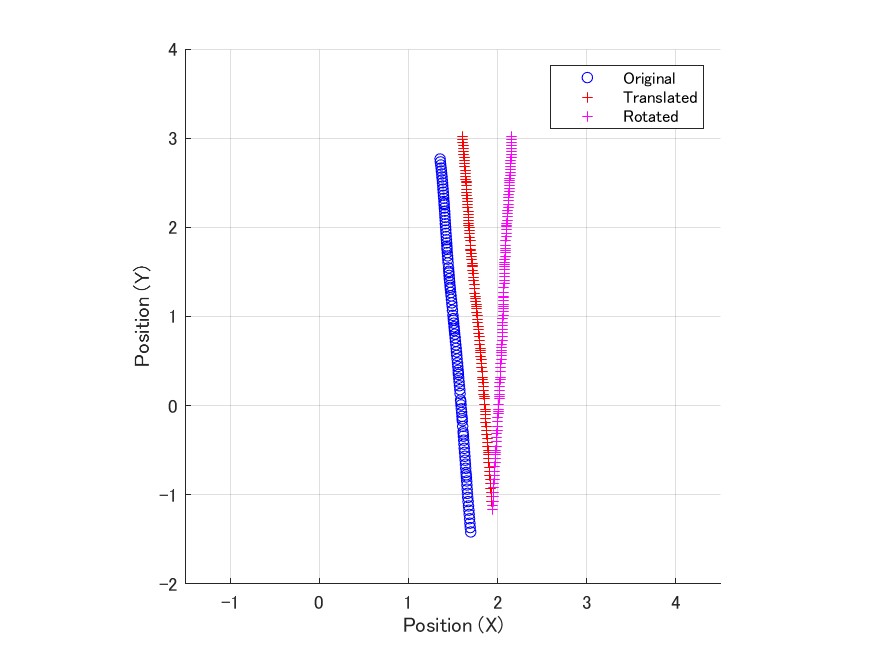 4
3
2
1
0
−1
−2
−1
0
1
2
3
4
Position (X)
Position (Y)
Original
Translated
Rotated